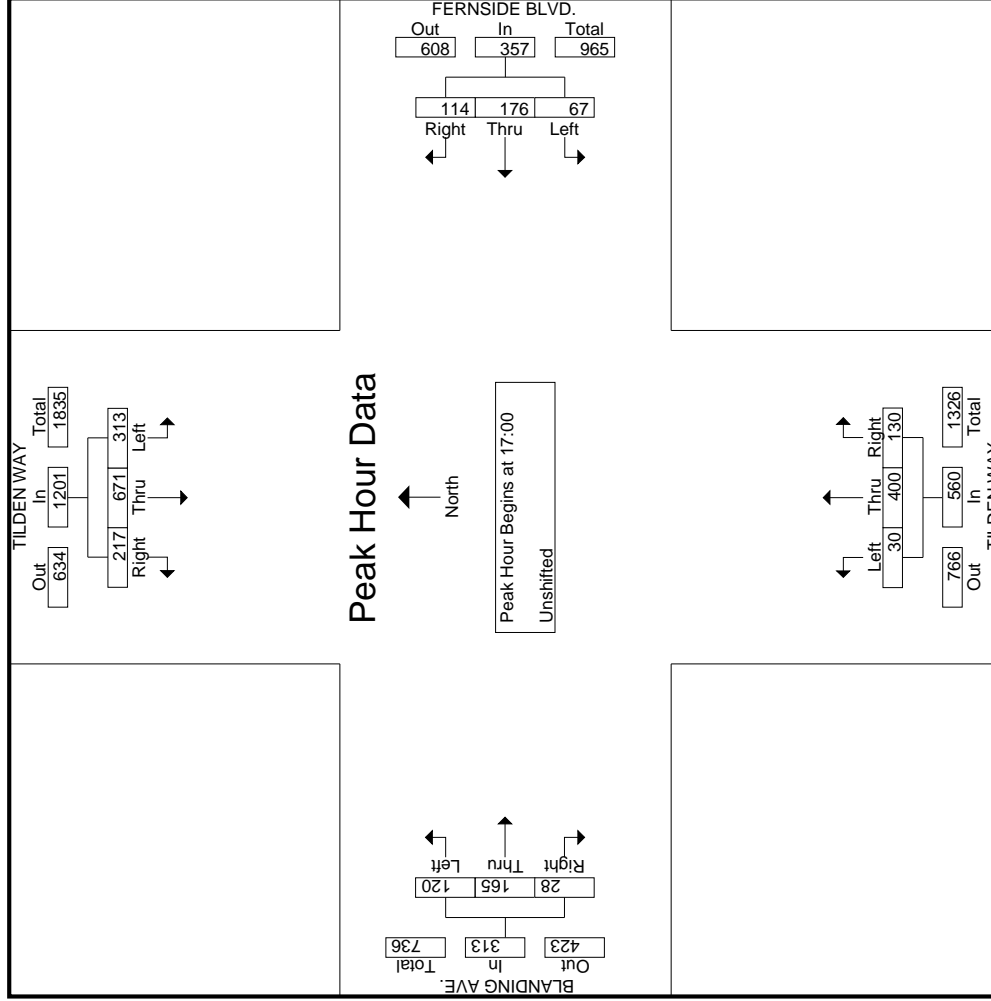 FERNSIDE BLVD.
Out In Total
608 357 965
114 176 67
Right Thru Left
TILDEN WAY
Out In Total
634 1201 1835
217 671 313
Right Thru Left
Peak Hour Data
North
Peak Hour Begins at 17:00
Unshifted
Left Thru Right
30 400 130
766 560 1326
Out In Total
TILDEN WAY
Left Thru Right
120 165 28
736 313 423
Total In Out
BLANDING AVE.